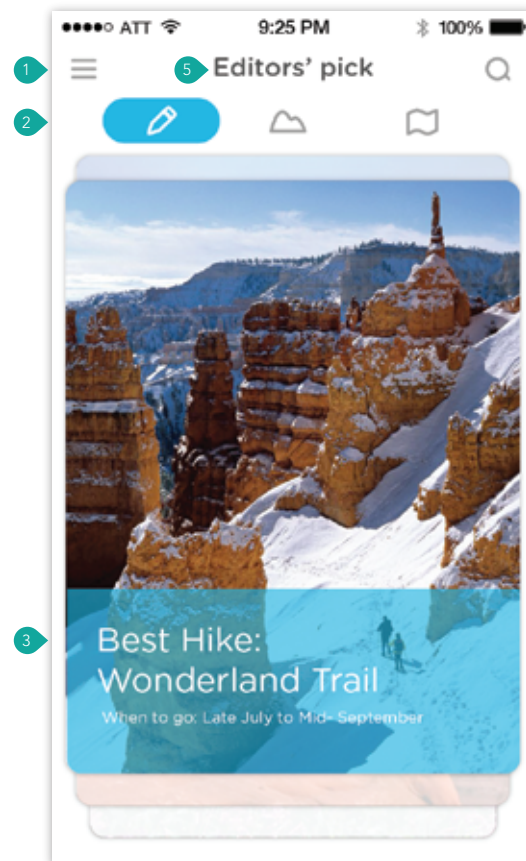 ATT 9:25 PM 100%
1
5 Editors’ pick
2
3
Best Hike:
Wonderland Trail
When to go: Late July to Mid- September